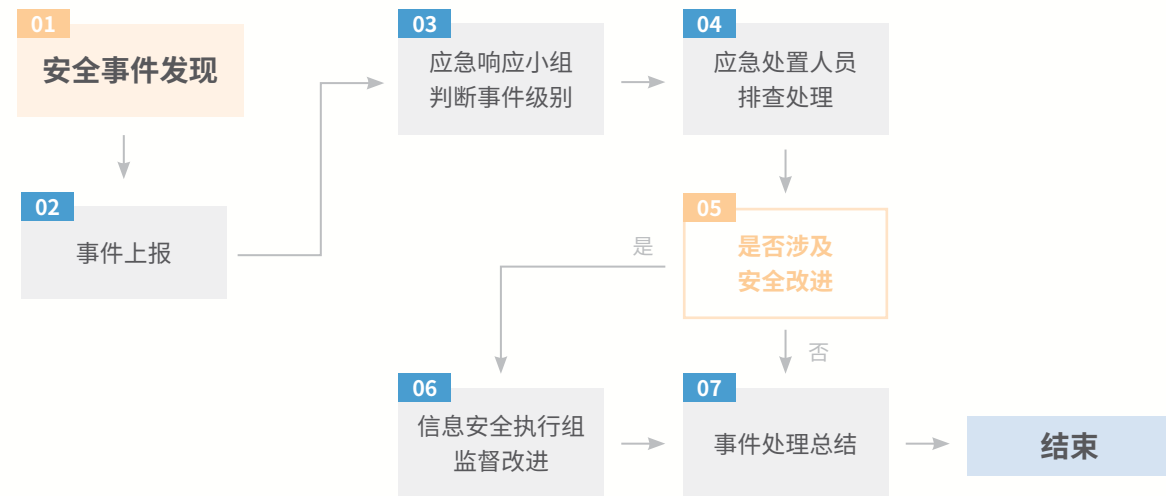 01
安全事件发现
02
事件上报
03
应急响应小组
判断事件级别
04
应急处置人员
排查处理
05
是否涉及
安全改进
是
否
06
信息安全执行组
监督改进
07
事件处理总结
结束